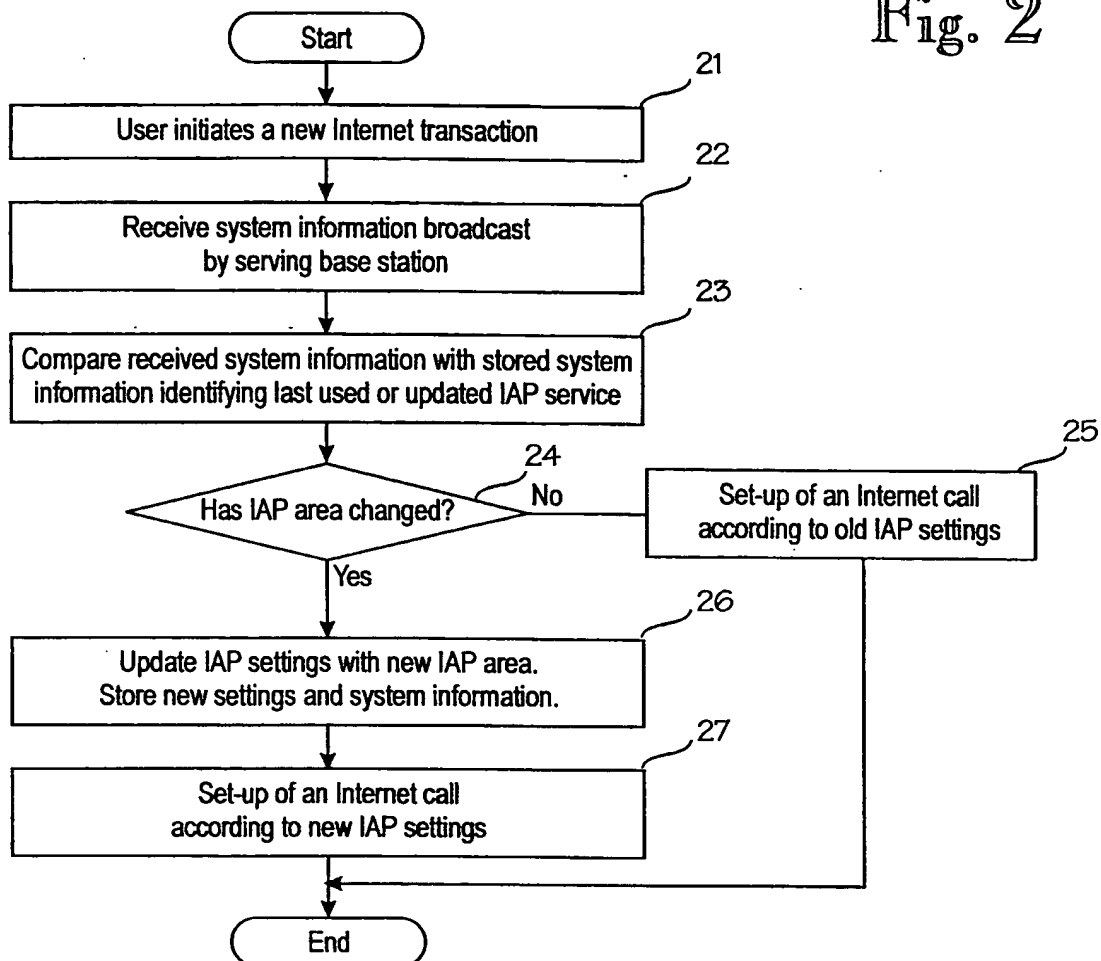 Fig. 2
Start
21
User initiates a new Internet transaction
22
Receive system information broadcast
by serving base station
23
Compare received system information with stored system
information identifying last used or updated IAP service
24
Has IAP area changed?
No
25
Set-up of an Internet call
according to old IAP settings
Yes
26
Update IAP settings with new IAP area.
Store new settings and system information.
27
Set-up of an Internet call
according to new IAP settings
End